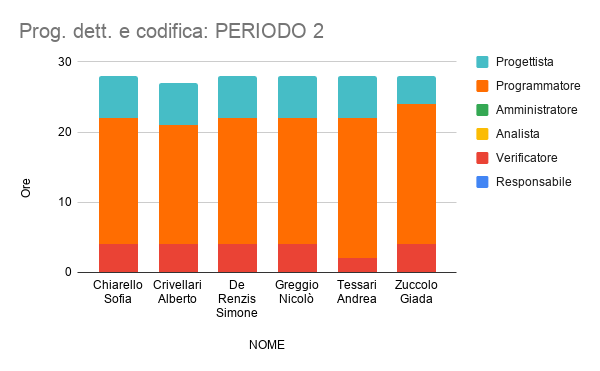 Prog. dett. e codifica: PERIODO 2
30
20
10
0
Ore
Chiarello
Sofia
Crivellari
Alberto
De
Renzis
Simone
Greggio
Nicolò
Tessari
Andrea
Zuccolo
Giada
NOME
Progettista
Programmatore
Amministratore
Analista
Verificatore
Responsabile